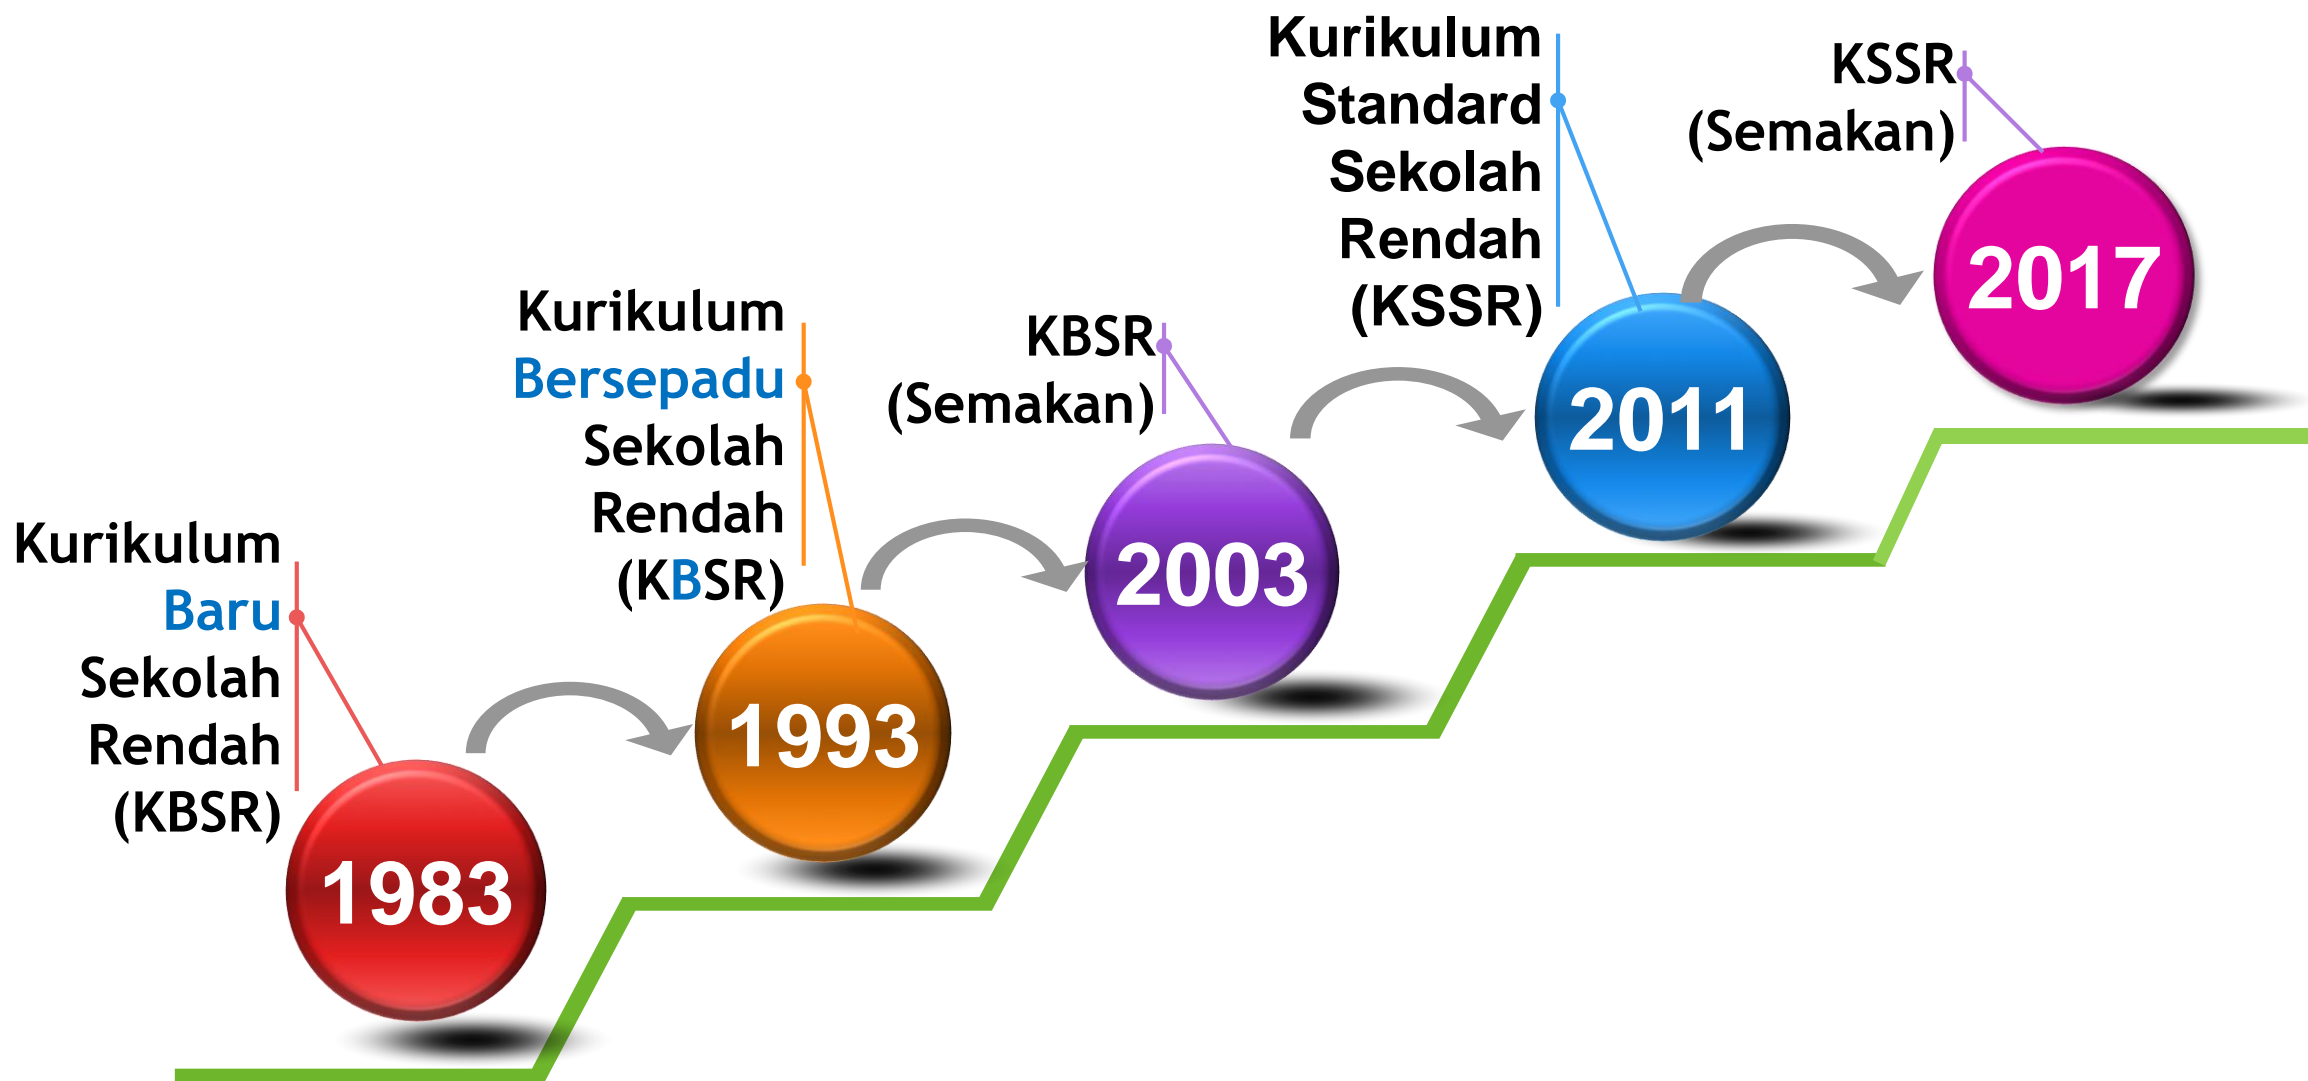 Kurikulum
Baru
Sekolah
Rendah
(KBSR)
1983
Kurikulum
Bersepadu
Sekolah
Rendah
(KBSR)
1993
KBSR
(Semakan)
2003
Kurikulum
Standard
Sekolah
Rendah
(KSSR)
2011
KSSR
(Semakan)
2017